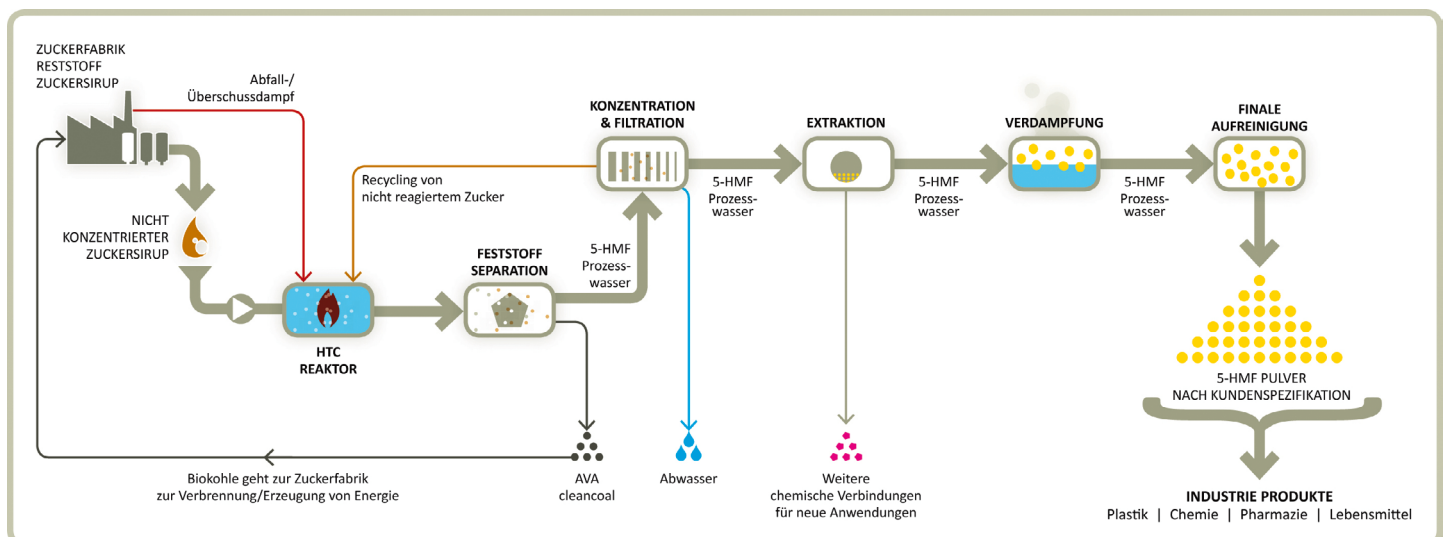 ZUCKERFABRIK
RESTSTOFF
ZUCKERSIRUP
Abfall-/
Überschussdampf
NICHT
KONZENTRIERTER
ZUCKERSIRUP
HTC
REAKTOR
Recycling von
nicht reagiertem Zucker
FESTSTOFF
SEPARATION
5-HMF
Prozess-
wasser
KONZENTRATION
& FILTRATION
5-HMF
Prozess-
wasser
EXTRAKTION
5-HMF
Prozess-
wasser
VERDAMPFUNG
5-HMF
Prozess-
wasser
FINALE
AUFREINIGUNG
5-HMF PULVER
NACH KUNDENSPEZIFIKATION
Biokohle geht zur Zuckerfabrik
zur Verbrennung/Erzeugung von Energie
AVA
cleancoal
Abwasser
Weitere
chemische Verbindungen
für neue Anwendungen
INDUSTRIE PRODUKTE
Plastik | Chemie | Pharmazie | Lebensmittel